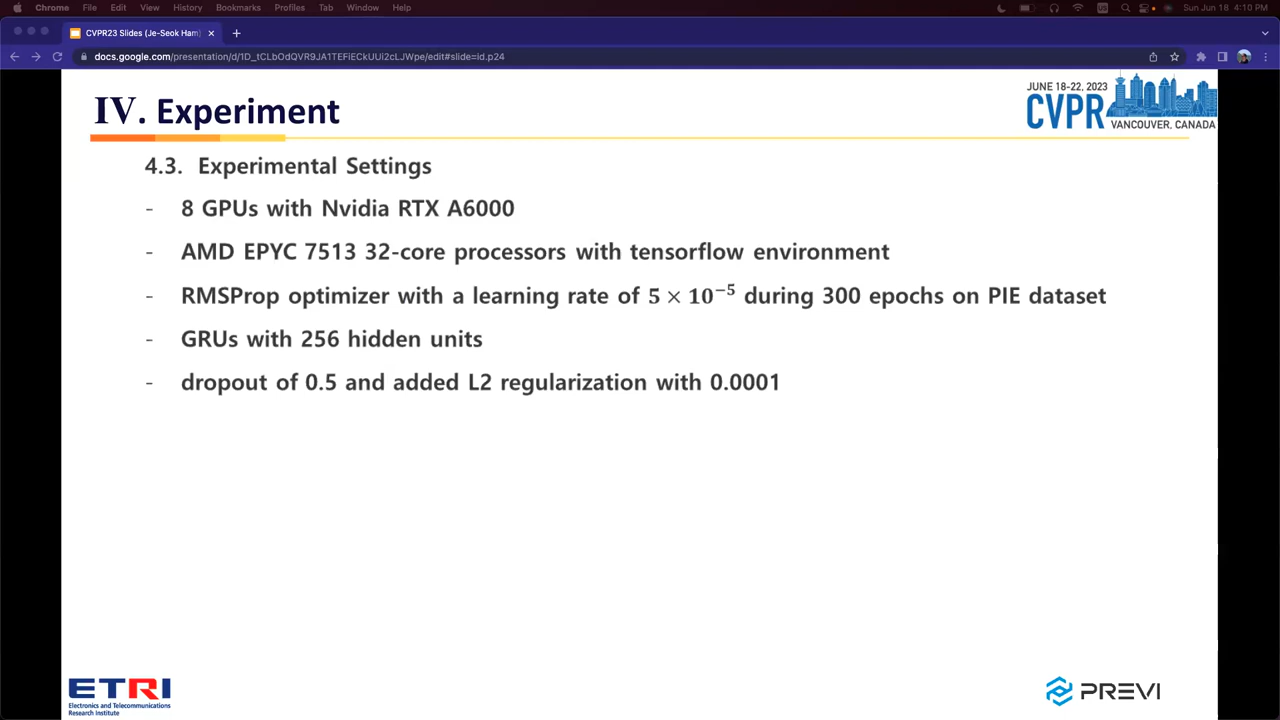 Chrome File Edit View History Bookmarks Profiles Tab Window Help Sun Jun 18 4:10 PM
CVPR23 Slides (Je-Seok Ham)
docs.google.com/presentation/d/1D_tCLbOdQVR9JA1TEFiECkUUi2cLJWpe/edit#slide=id.p24
IV. Experiment
JUNE 18-22, 2023
CVPR
VANCOUVER, CANADA
4.3. Experimental Settings
- 8 GPUs with Nvidia RTX A6000
- AMD EPYC 7513 32-core processors with tensorflow environment
- RMSProp optimizer with a learning rate of 5 × 10⁻⁵ during 300 epochs on PIE dataset
- GRUs with 256 hidden units
- dropout of 0.5 and added L2 regularization with 0.0001
ETRI
Electronics and Telecommunications
Research Institute
PREVI